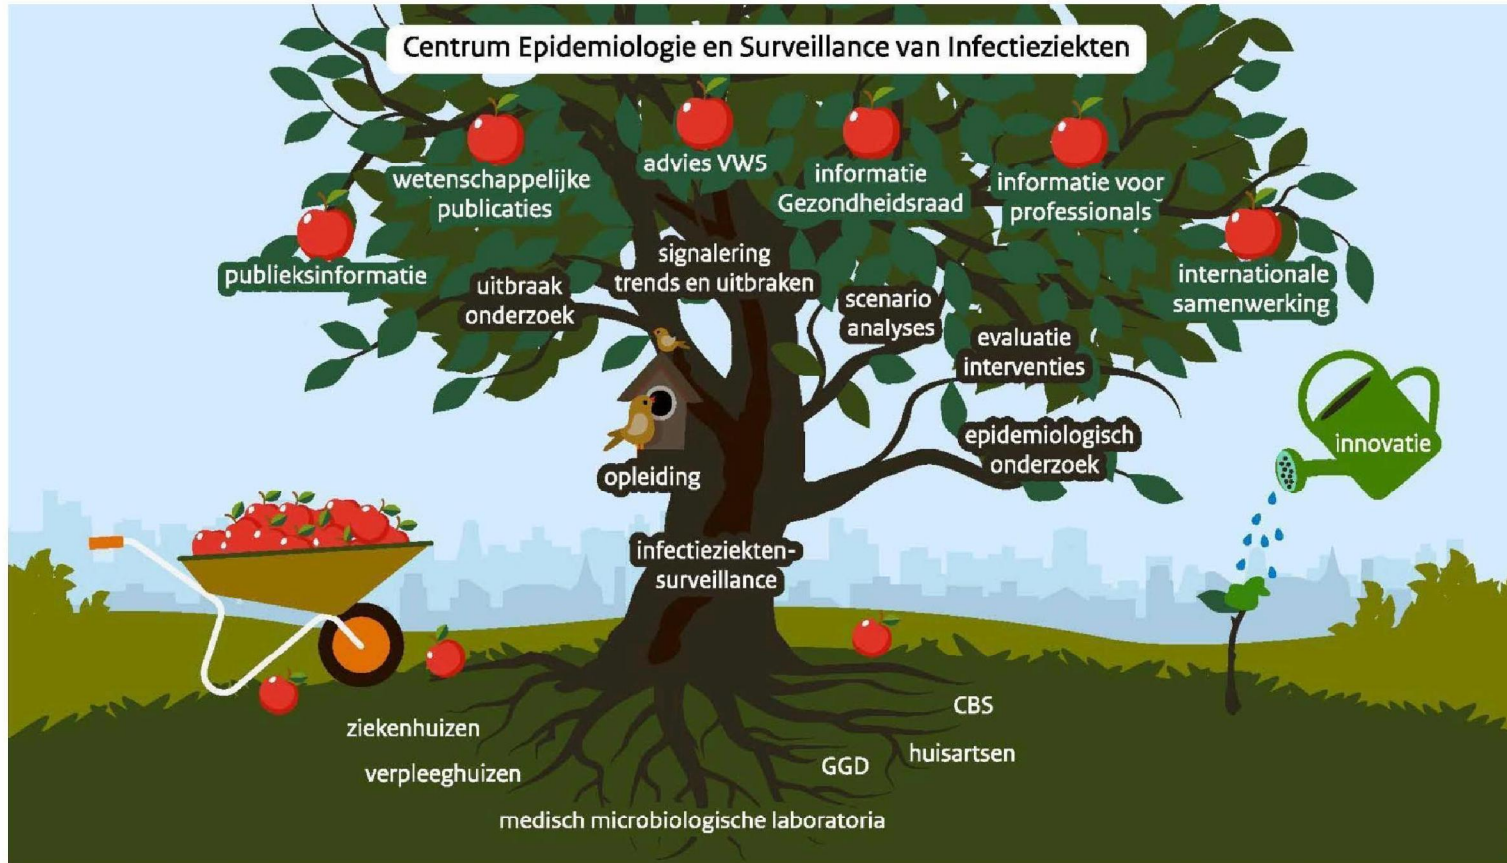 Centrum Epidemiologie en Surveillance van Infectieziekten
wetenschappelijke
publicaties
advies VWS
informatie
Gezondheidsraad
informatie voor
professionals
publieksinformatie
internationale
samenwerking
uitbraak
onderzoek
signalering
trends en uitbraken
scenario
analyses
evaluatie
interventies
epidemiologisch
onderzoek
innovatie
opleiding
infectieziekten-
surveillance
ziekenhuizen
verpleeghuizen
medisch microbiologische laboratoria
GGD
huisartsen
CBS